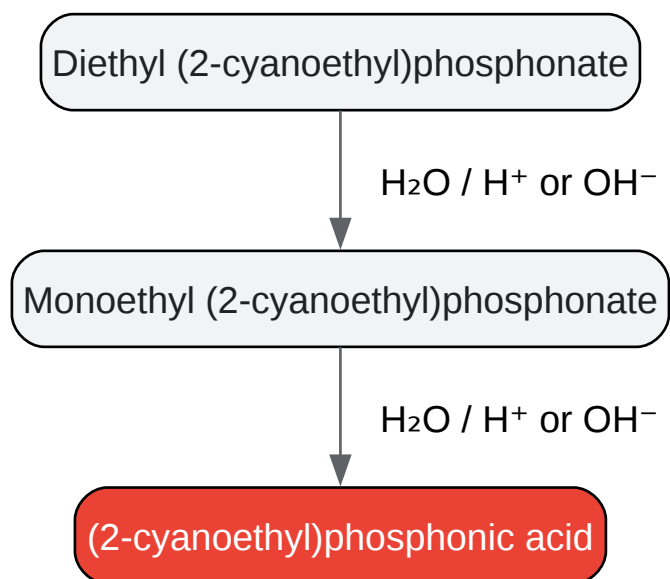 Diethyl (2-cyanoethyl)phosphonate
H₂O / H⁺ or OH⁻
Monoethyl (2-cyanoethyl)phosphonate
H₂O / H⁺ or OH⁻
(2-cyanoethyl)phosphonic acid